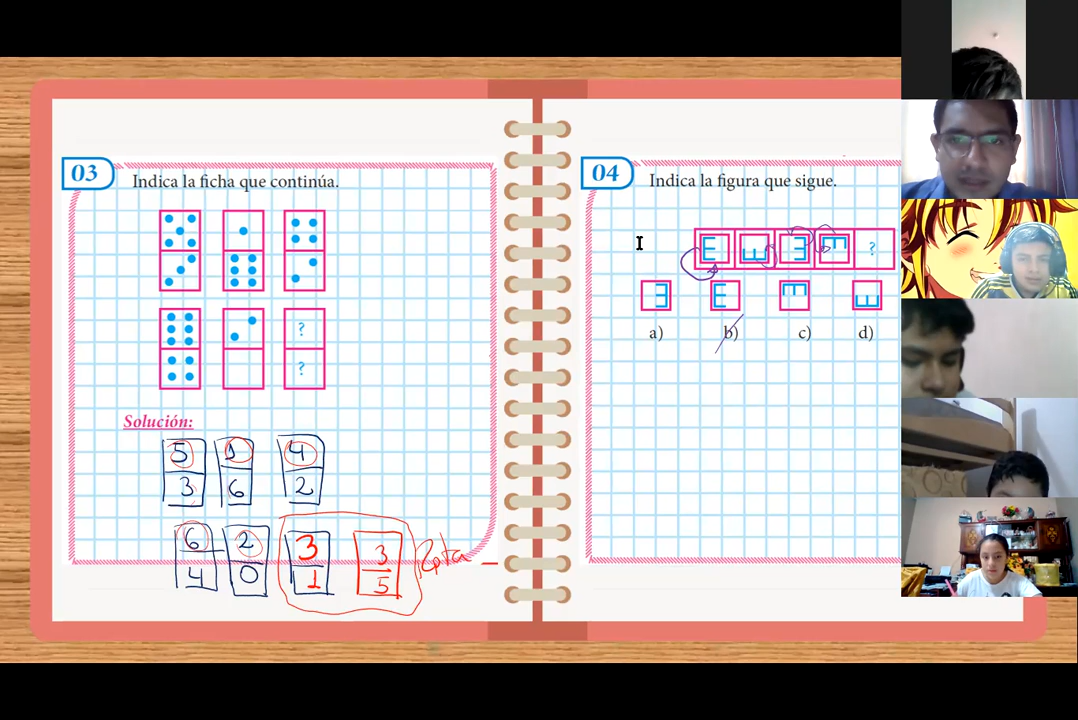 03
Indica la ficha que continúa.
?
?
Solución:
5 1 4
3 6 2
6 2 3 3
4 0 1 5
Rpta
04
Indica la figura que sigue.
E E E E ?
E E E E
a) b) c) d)